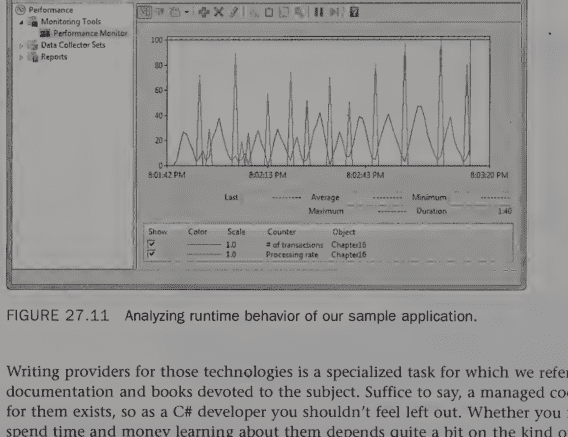 Performance
Monitoring Tools
Performance Monitor
Data Collector Sets
Reports
100
80
60
40
20
0
8:01:42 PM 8:02:13 PM 8:02:43 PM 8:03:20 PM
Last Average Minimum
Maximum Duration 1:40
Show Color Scale Counter Object
1.0 # of transactions Chapter16
1.0 Processing rate Chapter16
FIGURE 27.11 Analyzing runtime behavior of our sample application.
Writing providers for those technologies is a specialized task for which we refer
documentation and books devoted to the subject. Suffice to say, a managed co
for them exists, so as a C# developer you shouldn't feel left out. Whether you
spend time and money learning about them depends quite a bit on the kind o